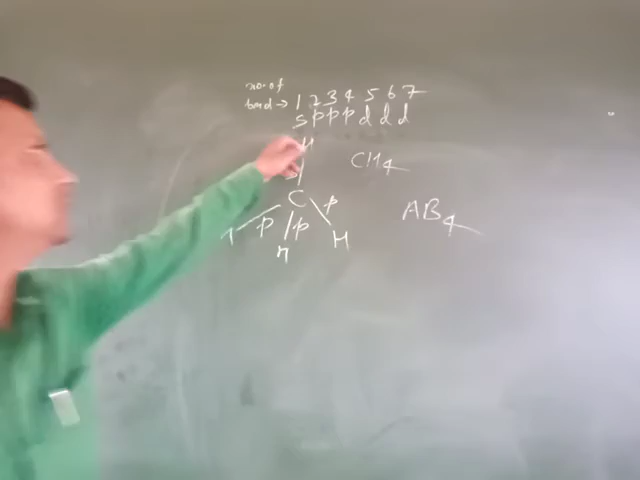 no. of
bond → 1 2 3 4 5 6 7
s p p p d d d
H
CH4
s
C p
p p
H H
AB4